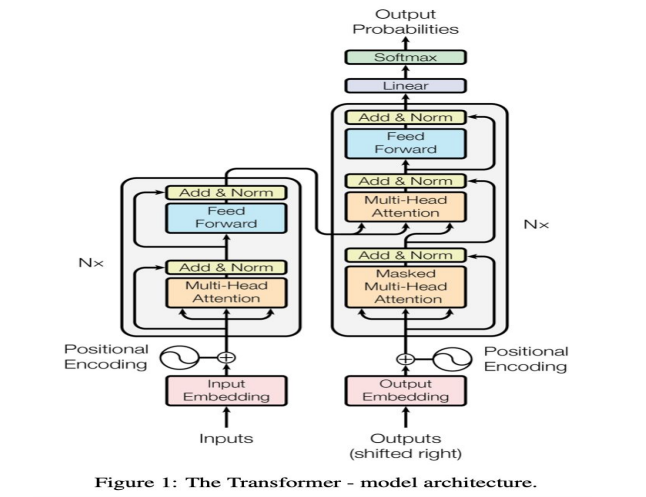 Output
Probabilities
Softmax
Linear
Add & Norm
Feed
Forward
Add & Norm
Multi-Head
Attention
Add & Norm
Masked
Multi-Head
Attention
Nx
Add & Norm
Feed
Forward
Add & Norm
Multi-Head
Attention
Nx
Positional
Encoding
Positional
Encoding
Input
Embedding
Output
Embedding
Inputs
Outputs
(shifted right)
Figure 1: The Transformer - model architecture.